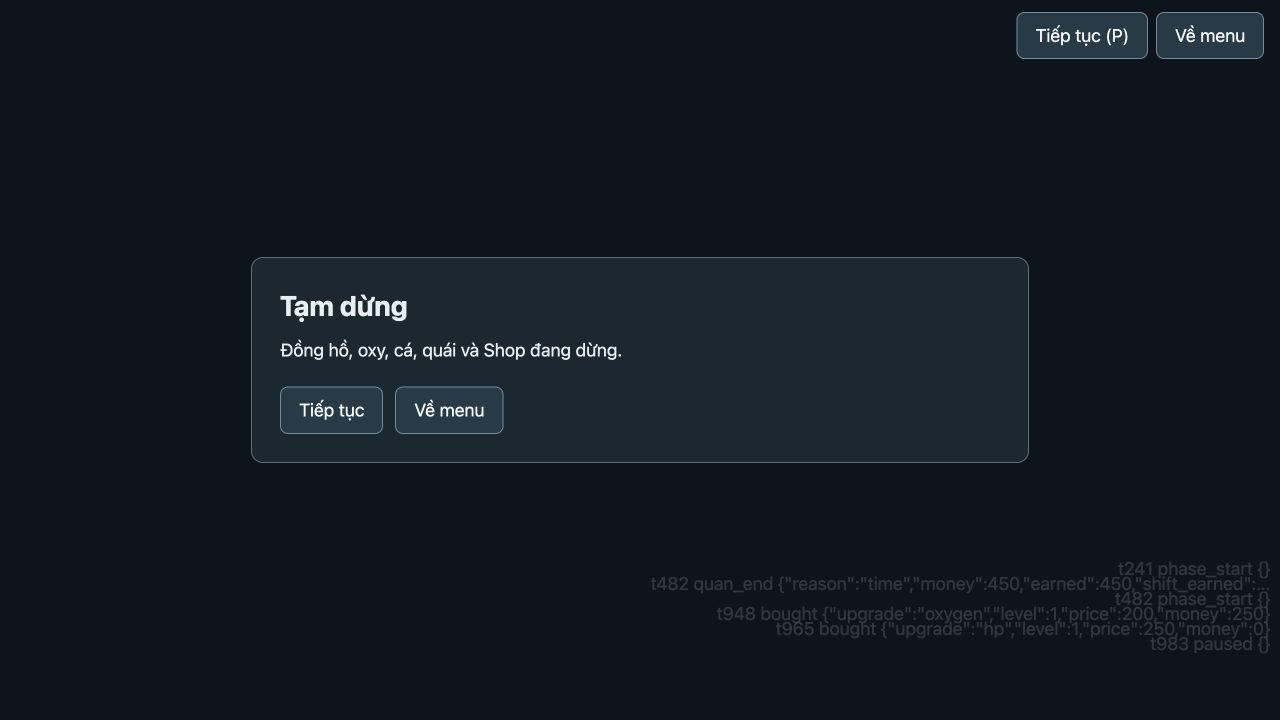 Tiếp tục (P) Về menu
Tạm dừng
Đồng hồ, oxy, cá, quái và Shop đang dừng.
Tiếp tục Về menu
t241 phase_start {}
t482 quan_end {"reason":"time","money":450,"earned":450,"shift_earned":...
t482 phase_start {}
t948 bought {"upgrade":"oxygen","level":1,"price":200,"money":250}
t965 bought {"upgrade":"hp","level":1,"price":250,"money":0}
t983 paused {}